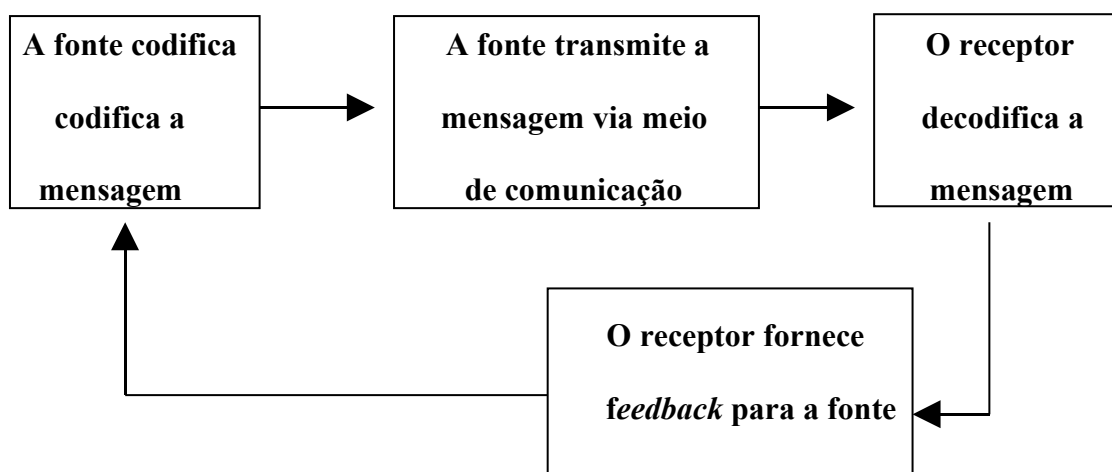 A fonte codifica
codifica a
mensagem
A fonte transmite a
mensagem via meio
de comunicação
O receptor
decodifica a
mensagem
O receptor fornece
feedback para a fonte